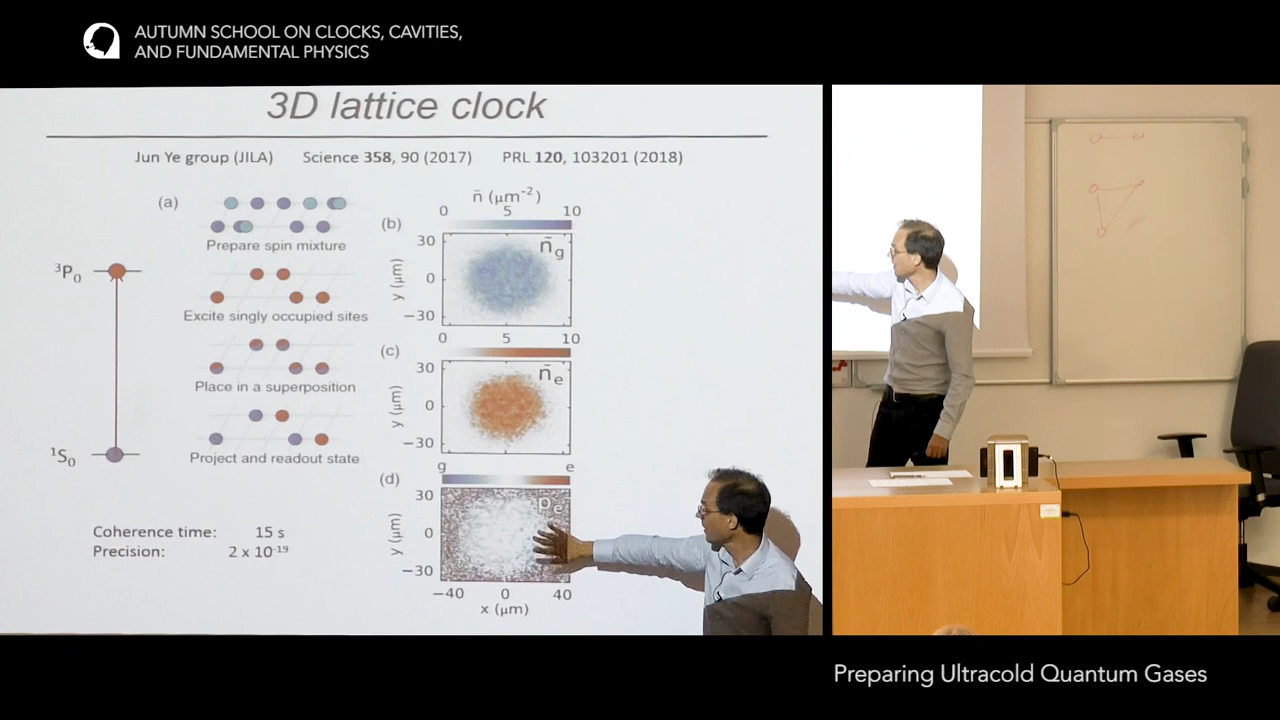 AUTUMN SCHOOL ON CLOCKS, CAVITIES,
AND FUNDAMENTAL PHYSICS
3D lattice clock
Jun Ye group (JILA) Science 358, 90 (2017) PRL 120, 103201 (2018)
(a)
Prepare spin mixture
Excite singly occupied sites
Place in a superposition
Project and readout state
³P₀
¹S₀
Coherence time: 15 s
Precision: 2 x 10⁻¹⁹
n̄ (μm⁻²)
0 5 10
(b)
30
0
−30
y (μm)
n̄g
0 5 10
(c)
30
0
−30
y (μm)
n̄e
g e
(d)
30
0
−30
y (μm)
pe
−40 0 40
x (μm)
Preparing Ultracold Quantum Gases